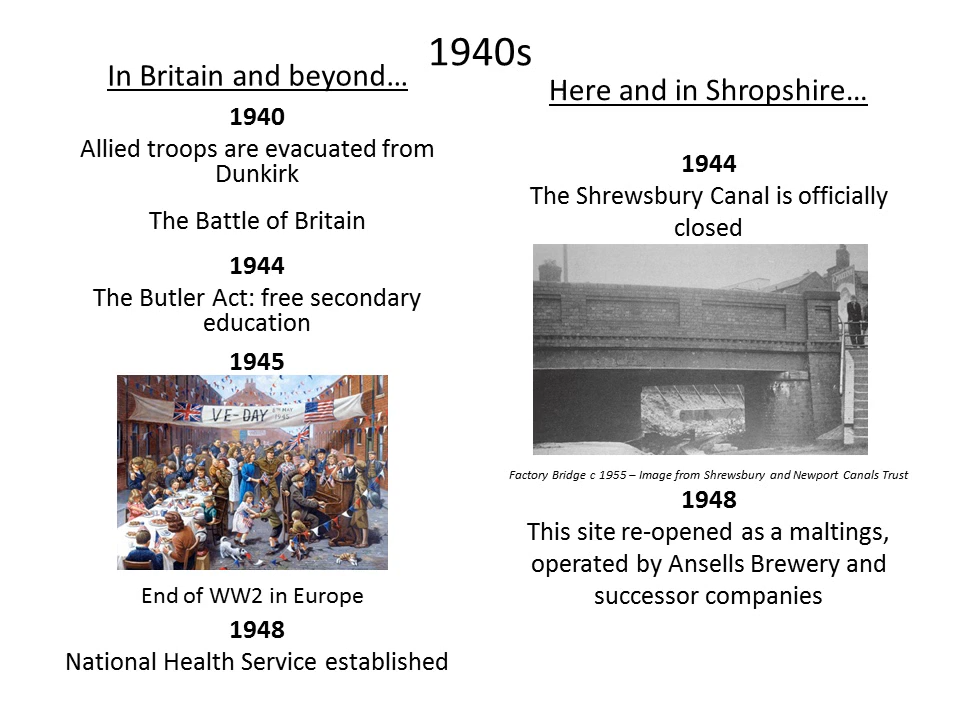 1940s
In Britain and beyond…
1940
Allied troops are evacuated from
Dunkirk
The Battle of Britain
1944
The Butler Act: free secondary
education
1945
VE-DAY 8TH MAY 1945
End of WW2 in Europe
1948
National Health Service established
Here and in Shropshire…
1944
The Shrewsbury Canal is officially
closed
Factory Bridge c 1955 – Image from Shrewsbury and Newport Canals Trust
1948
This site re-opened as a maltings,
operated by Ansells Brewery and
successor companies